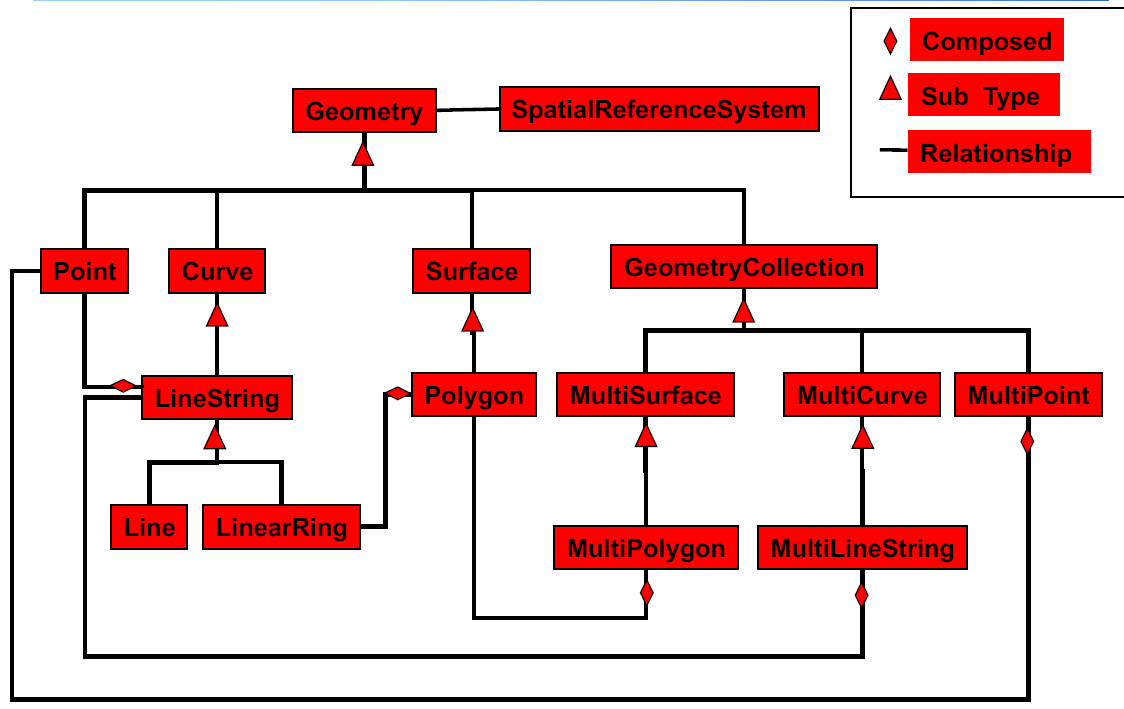 Composed
Sub Type
Relationship
Geometry
SpatialReferenceSystem
Point
Curve
Surface
GeometryCollection
LineString
Polygon
MultiSurface
MultiCurve
MultiPoint
Line
LinearRing
MultiPolygon
MultiLineString